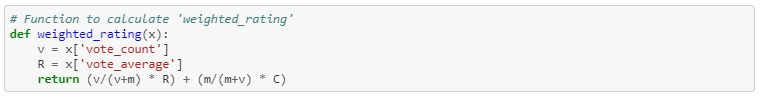 # Function to calculate 'weighted_rating'
def weighted_rating(x):
    v = x['vote_count']
    R = x['vote_average']
    return (v/(v+m) * R) + (m/(m+v) * C)